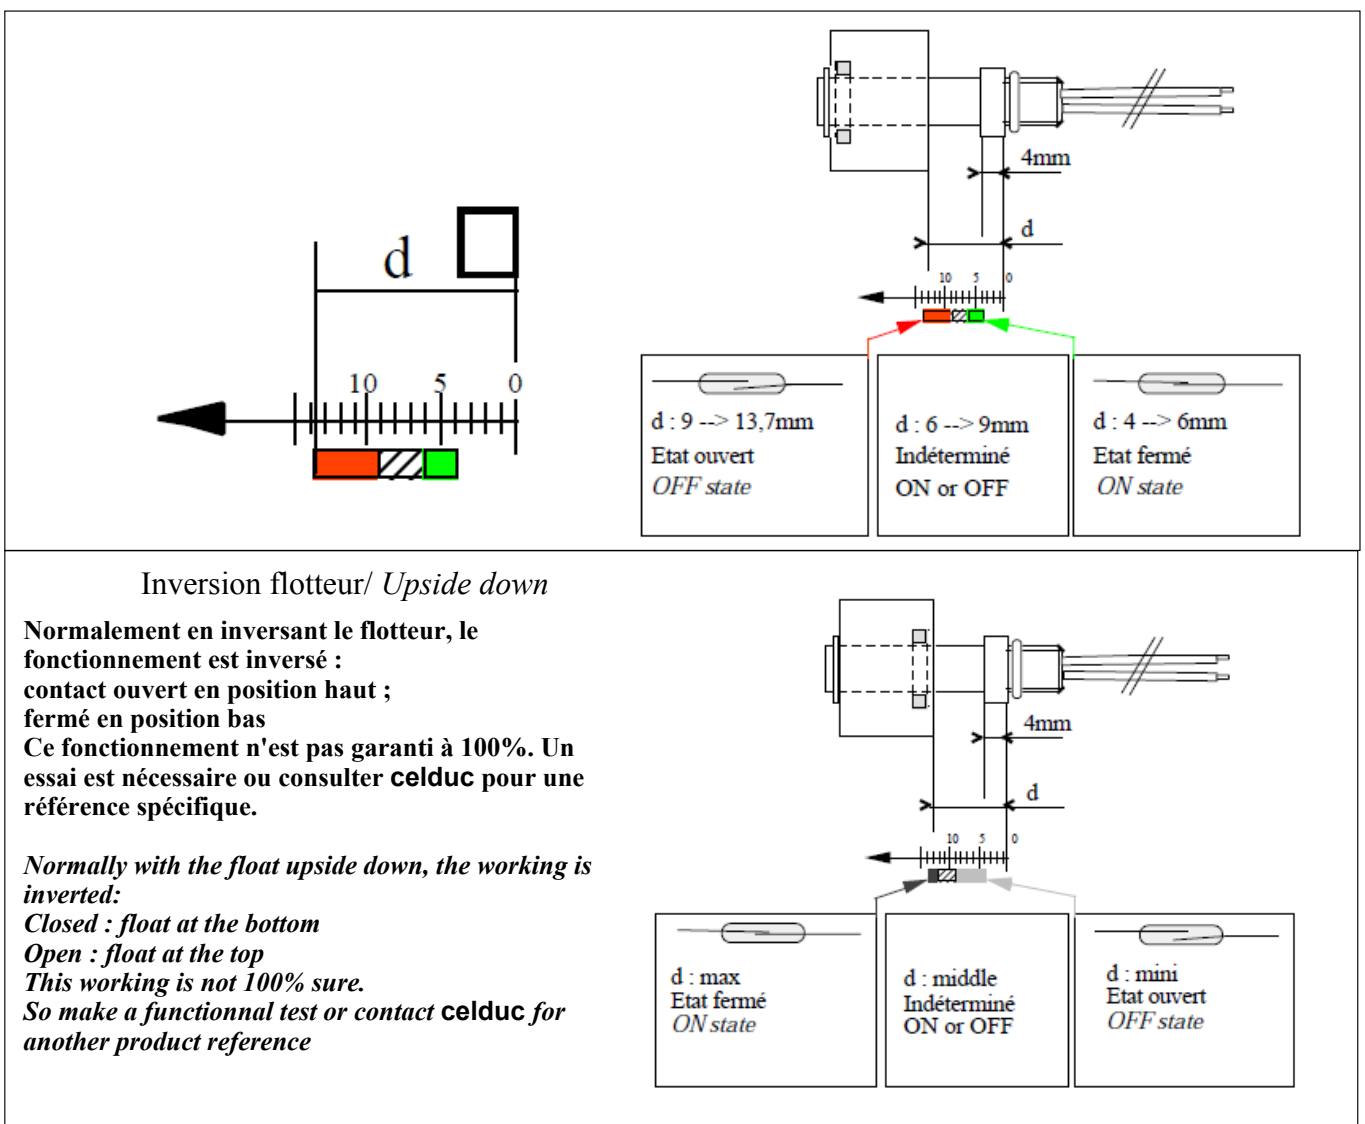 d
10 5 0
4mm
d
10 5 0
d : 9 --> 13,7mm
Etat ouvert
OFF state
d : 6 --> 9mm
Indéterminé
ON or OFF
d : 4 --> 6mm
Etat fermé
ON state
Inversion flotteur/ Upside down
Normalement en inversant le flotteur, le
fonctionnement est inversé :
contact ouvert en position haut ;
fermé en position bas
Ce fonctionnement n'est pas garanti à 100%. Un
essai est nécessaire ou consulter celduc pour une
référence spécifique.
Normally with the float upside down, the working is
inverted:
Closed : float at the bottom
Open : float at the top
This working is not 100% sure.
So make a functionnal test or contact celduc for
another product reference
4mm
d
10 5 0
d : max
Etat fermé
ON state
d : middle
Indéterminé
ON or OFF
d : mini
Etat ouvert
OFF state